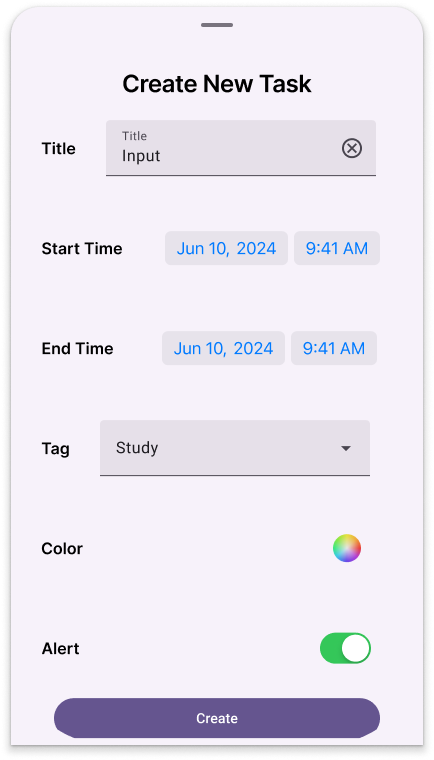 Create New Task
Title
Title
Input
Start Time Jun 10, 2024 9:41 AM
End Time Jun 10, 2024 9:41 AM
Tag Study
Color
Alert
Create